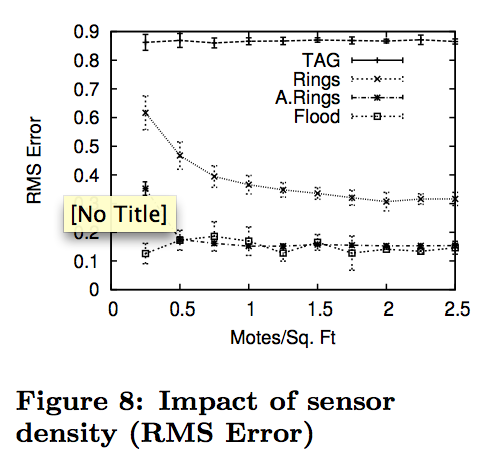 0.9
0.8
0.7
0.6
0.5
0.4
0.2
0.1
0
RMS Error
TAG
Rings
A.Rings
Flood
[No Title]
0 0.5 1 1.5 2 2.5
Motes/Sq. Ft
Figure 8: Impact of sensor
density (RMS Error)